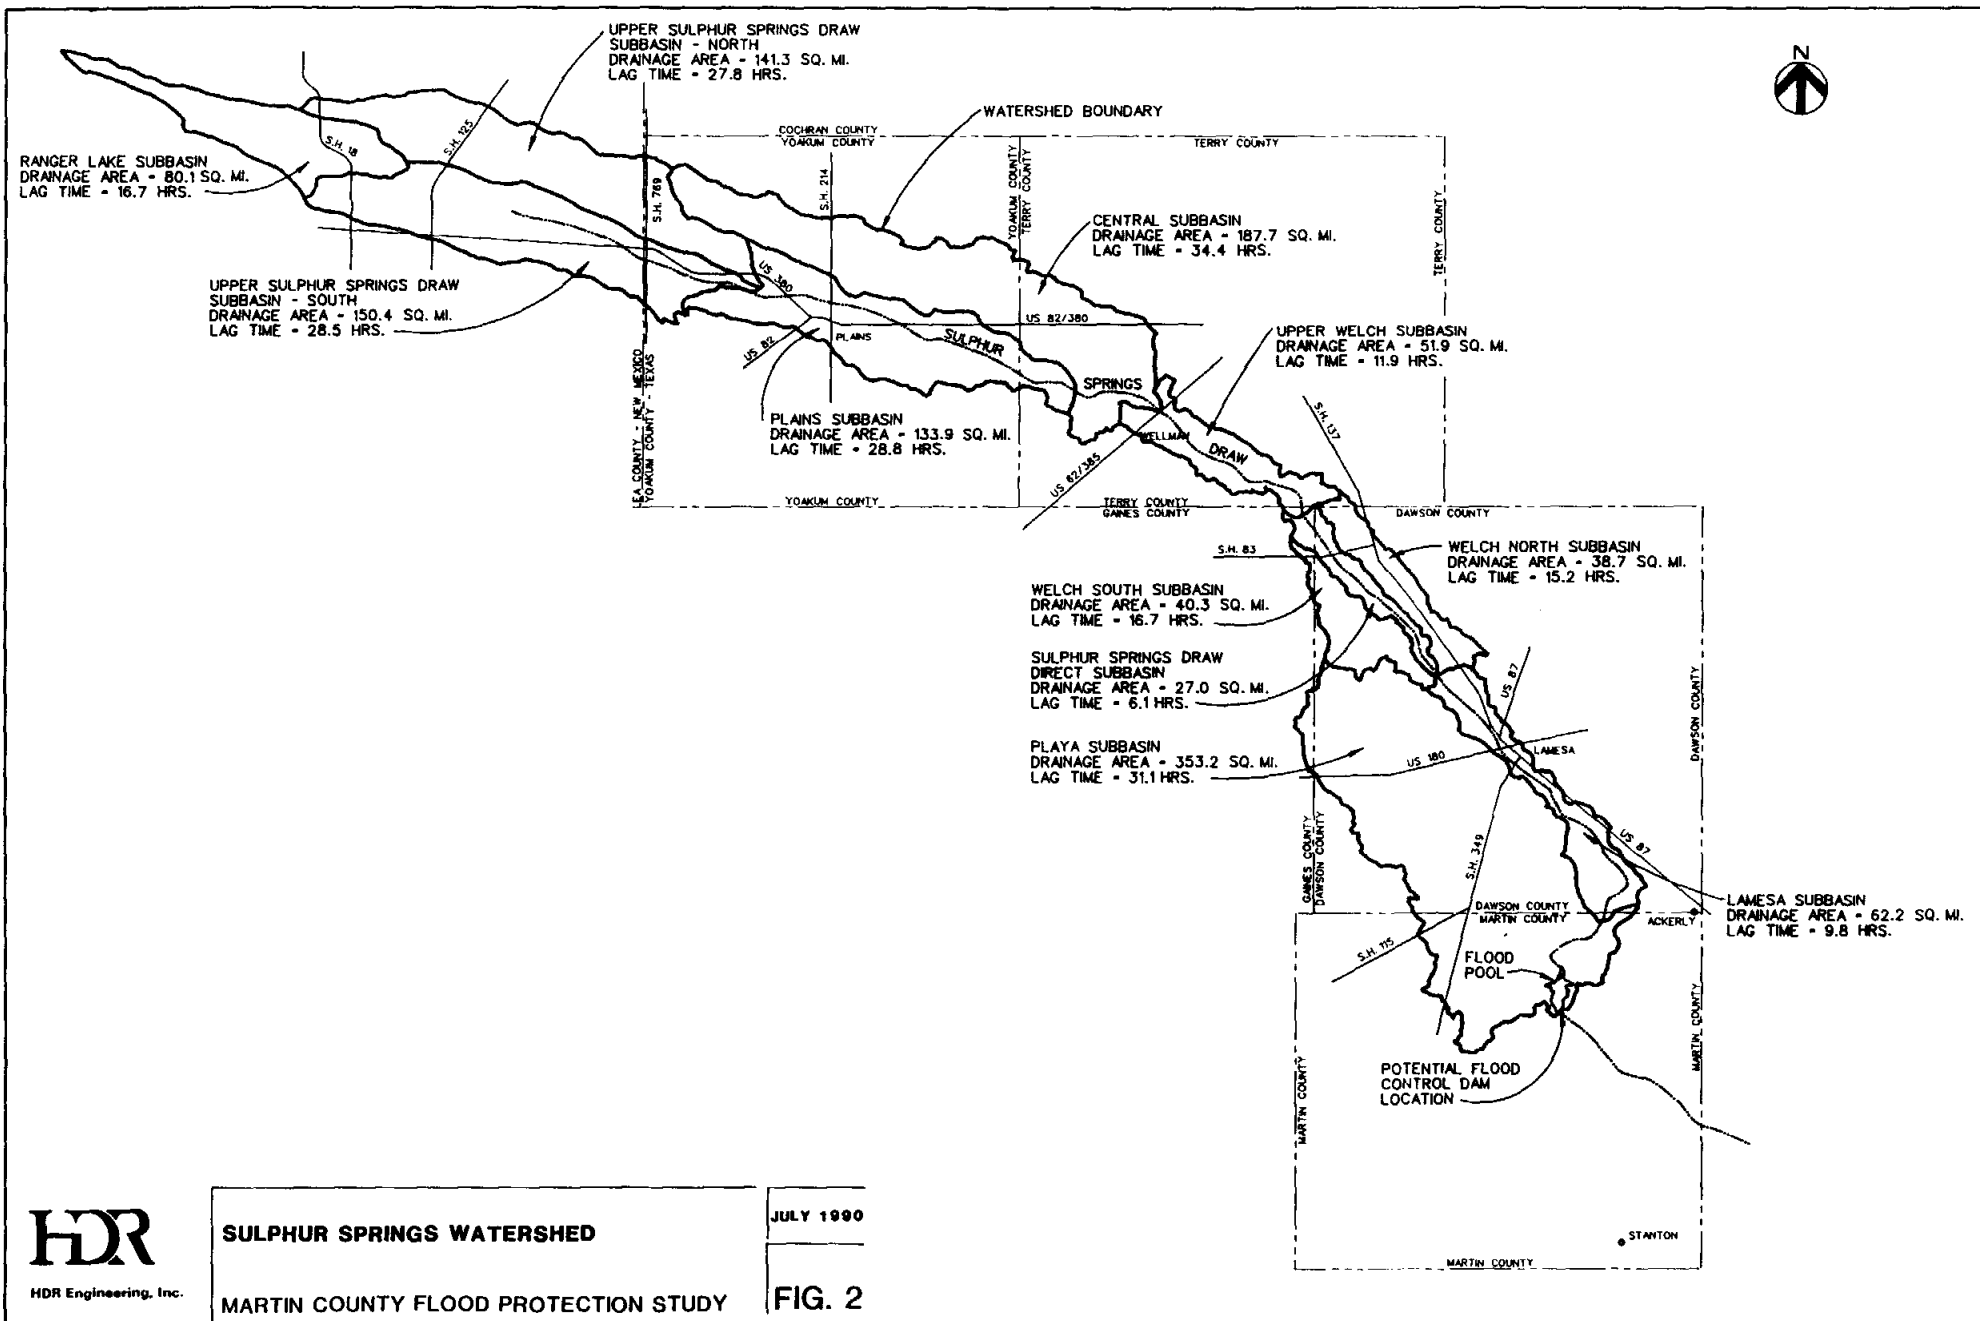 UPPER SULPHUR SPRINGS DRAW
SUBBASIN - NORTH
DRAINAGE AREA - 141.3 SQ. MI.
LAG TIME - 27.8 HRS.
N
WATERSHED BOUNDARY
COCHRAN COUNTY
YOAKUM COUNTY
TERRY COUNTY
S.H. 18
S.H. 125
RANGER LAKE SUBBASIN
DRAINAGE AREA - 80.1 SQ. MI.
LAG TIME - 16.7 HRS.
S.H. 769
S.H. 214
YOAKUM COUNTY
TERRY COUNTY
CENTRAL SUBBASIN
DRAINAGE AREA - 187.7 SQ. MI.
LAG TIME - 34.4 HRS.
TERRY COUNTY
UPPER SULPHUR SPRINGS DRAW
SUBBASIN - SOUTH
DRAINAGE AREA - 150.4 SQ. MI.
LAG TIME - 28.5 HRS.
US 380
US 82/380
US 82
PLAINS
SULPHUR
SPRINGS
DRAW
UPPER WELCH SUBBASIN
DRAINAGE AREA - 51.9 SQ. MI.
LAG TIME - 11.9 HRS.
LEA COUNTY - NEW MEXICO
YOAKUM COUNTY - TEXAS
PLAINS SUBBASIN
DRAINAGE AREA - 133.9 SQ. MI.
LAG TIME - 28.8 HRS.
WELLMAN
US 82/385
S.H. 137
YOAKUM COUNTY
TERRY COUNTY
GAINES COUNTY
DAWSON COUNTY
S.H. 83
WELCH NORTH SUBBASIN
DRAINAGE AREA - 38.7 SQ. MI.
LAG TIME - 15.2 HRS.
WELCH SOUTH SUBBASIN
DRAINAGE AREA - 40.3 SQ. MI.
LAG TIME - 16.7 HRS.
SULPHUR SPRINGS DRAW
DIRECT SUBBASIN
DRAINAGE AREA - 27.0 SQ. MI.
LAG TIME - 6.1 HRS.
US 87
DAWSON COUNTY
PLAYA SUBBASIN
DRAINAGE AREA - 353.2 SQ. MI.
LAG TIME - 31.1 HRS.
US 180
LAMESA
GAINES COUNTY
DAWSON COUNTY
S.H. 349
US 87
LAMESA SUBBASIN
DRAINAGE AREA - 62.2 SQ. MI.
LAG TIME - 9.8 HRS.
DAWSON COUNTY
MARTIN COUNTY
ACKERLY
S.H. 115
FLOOD
POOL
MARTIN COUNTY
MARTIN COUNTY
POTENTIAL FLOOD
CONTROL DAM
LOCATION
STANTON
MARTIN COUNTY
HDR
HDR Engineering, Inc.
SULPHUR SPRINGS WATERSHED
MARTIN COUNTY FLOOD PROTECTION STUDY
JULY 1990
FIG. 2